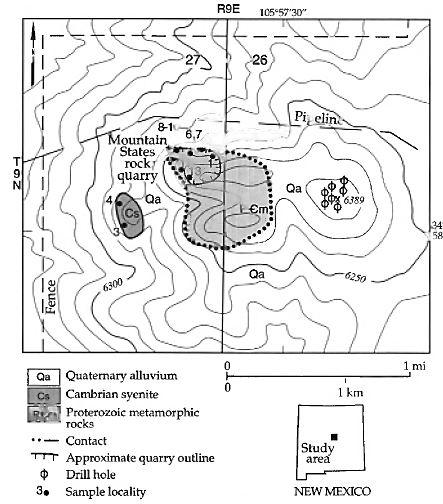 R9E
105°57'30"
27
26
Pipeline
8-1
6,7
Mountain
States
rock
quarry
T
9
N
Qa
Qa
6389
4
Cs
3
34
58
Qa
6300
6250
Fence
0
1 mi
0
1 km
Qa Quaternary alluvium
Cs Cambrian syenite
Proterozoic metamorphic
rocks
Contact
Approximate quarry outline
Drill hole
3 Sample locality
Study
area
NEW MEXICO